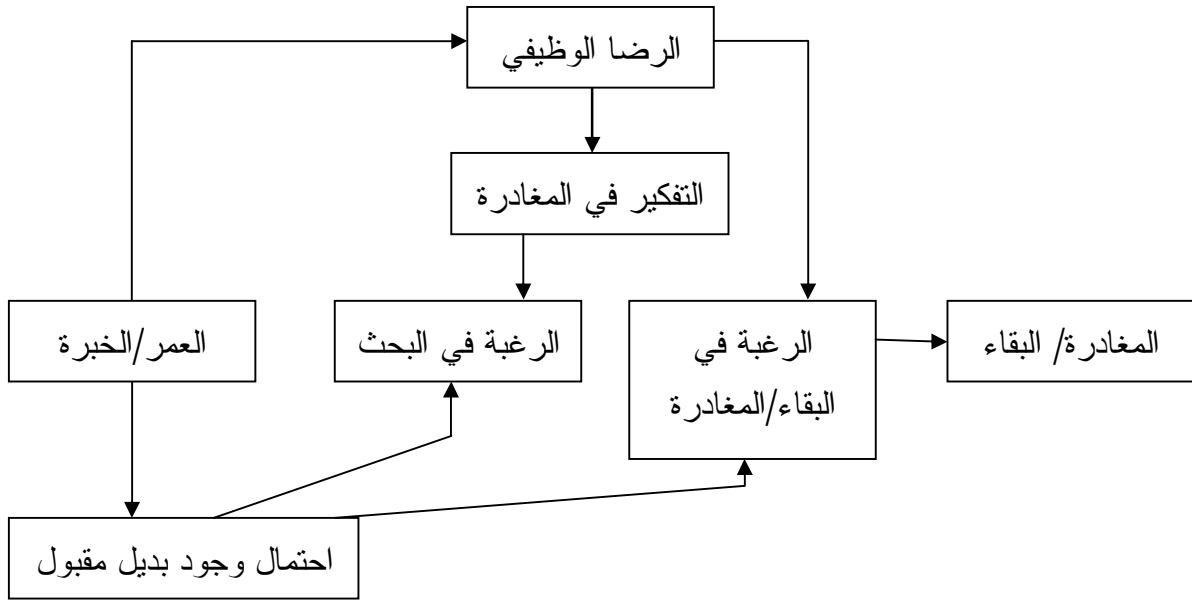 الرضا الوظيفي
التفكير في المغادرة
العمر/الخبرة
الرغبة في البحث
الرغبة في
البقاء/المغادرة
المغادرة/ البقاء
احتمال وجود بديل مقبول